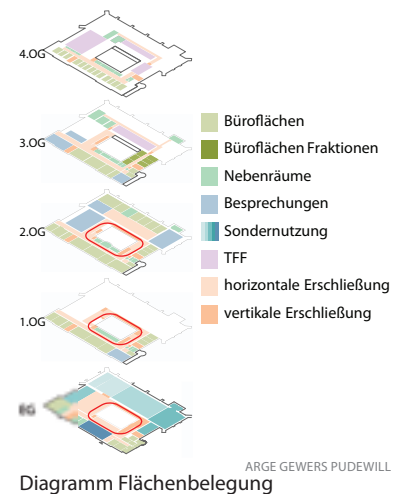 4.OG
3.OG
2.OG
1.OG
EG
Büroflächen
Büroflächen Fraktionen
Nebenräume
Besprechungen
Sondernutzung
TFF
horizontale Erschließung
vertikale Erschließung
ARGE GEWERS PUDEWILL
Diagramm Flächenbelegung